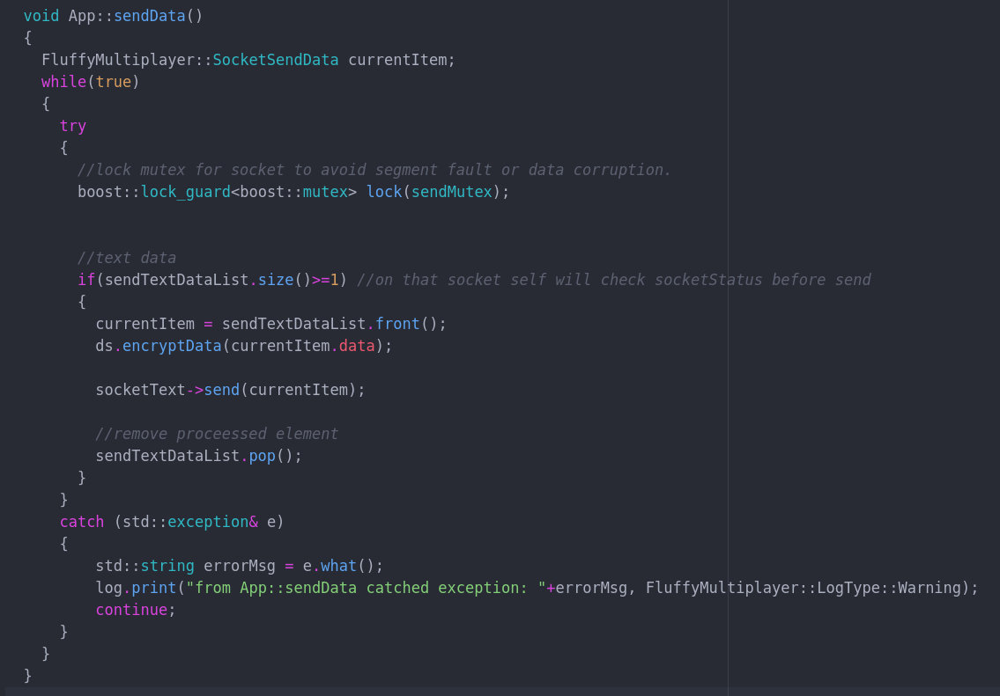 void App::sendData()
{
FluffyMultiplayer::SocketSendData currentItem;
while(true)
{
try
{
//lock mutex for socket to avoid segment fault or data corruption.
boost::lock_guard<boost::mutex> lock(sendMutex);
//text data
if(sendTextDataList.size()>=1) //on that socket self will check socketStatus before send
{
currentItem = sendTextDataList.front();
ds.encryptData(currentItem.data);
socketText->send(currentItem);
//remove proceessed element
sendTextDataList.pop();
}
}
catch (std::exception& e)
{
std::string errorMsg = e.what();
log.print("from App::sendData catched exception: "+errorMsg, FluffyMultiplayer::LogType::Warning);
continue;
}
}
}